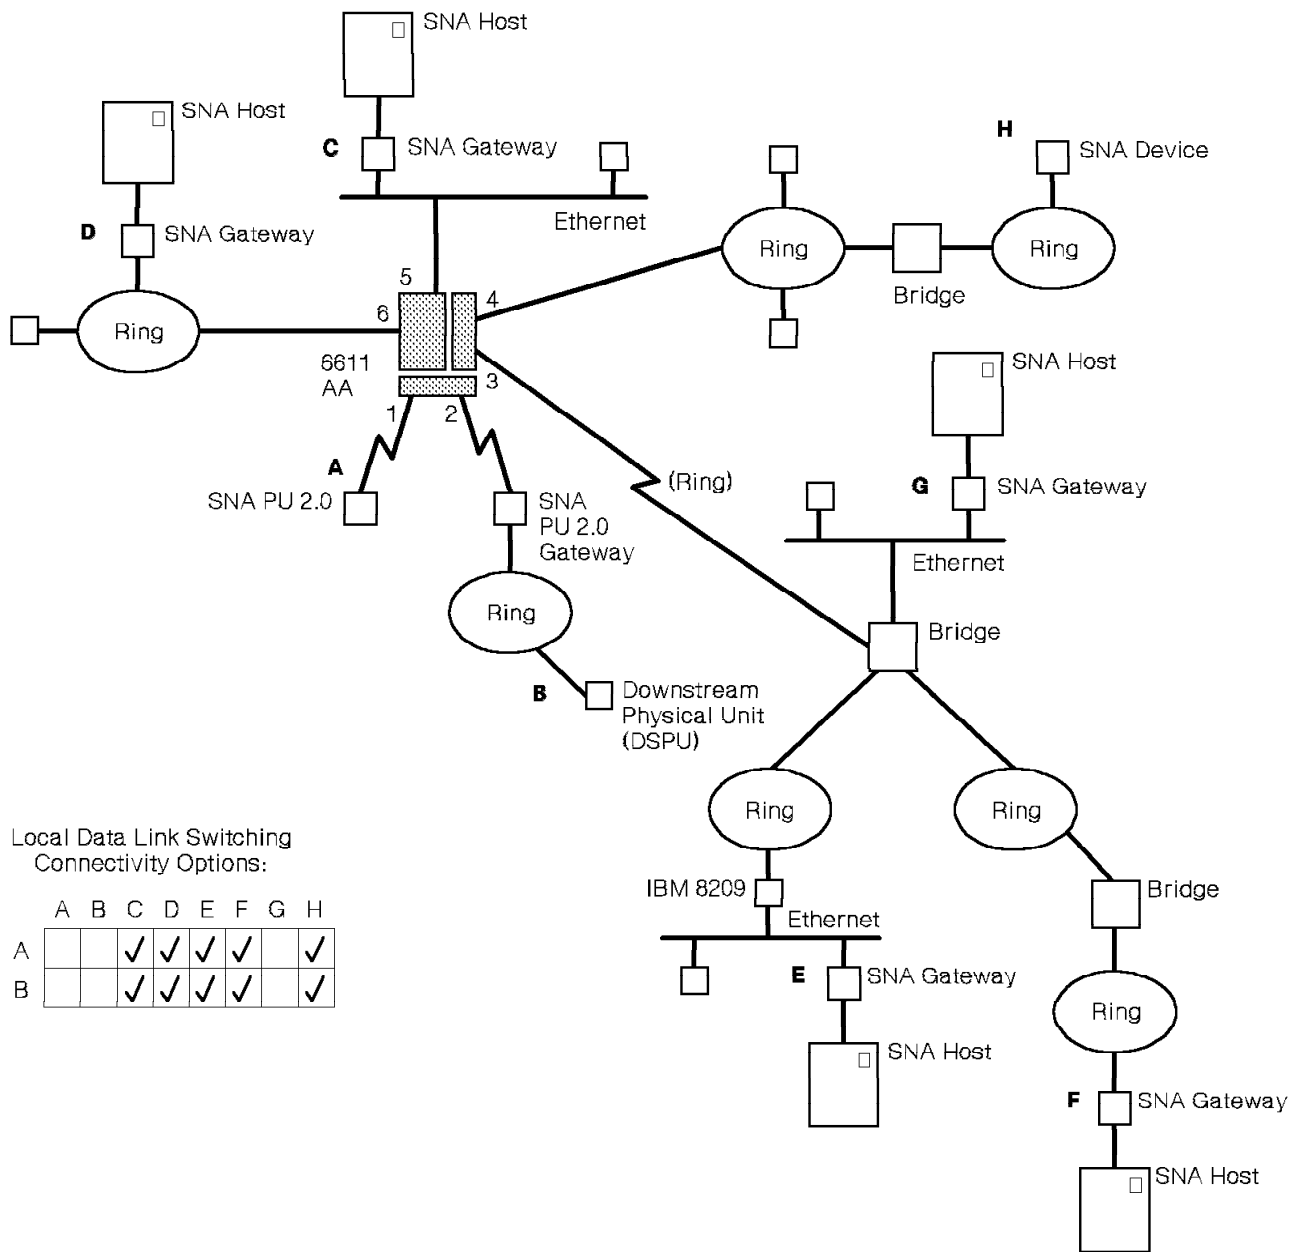 SNA Host
SNA Host
C
SNA Gateway
H
SNA Device
D
SNA Gateway
Ethernet
Ring
Ring
Bridge
5
4
6
Ring
6611
AA
3
1
2
SNA Host
A
SNA PU 2.0
(Ring)
G
SNA Gateway
SNA
PU 2.0
Gateway
Ethernet
Ring
Bridge
B
Downstream
Physical Unit
(DSPU)
Ring
Ring
Local Data Link Switching
Connectivity Options:
IBM 8209
Bridge
Ethernet
A B C D E F G H
A ✓ ✓ ✓ ✓ ✓
B ✓ ✓ ✓ ✓ ✓
E
SNA Gateway
Ring
SNA Host
F
SNA Gateway
SNA Host